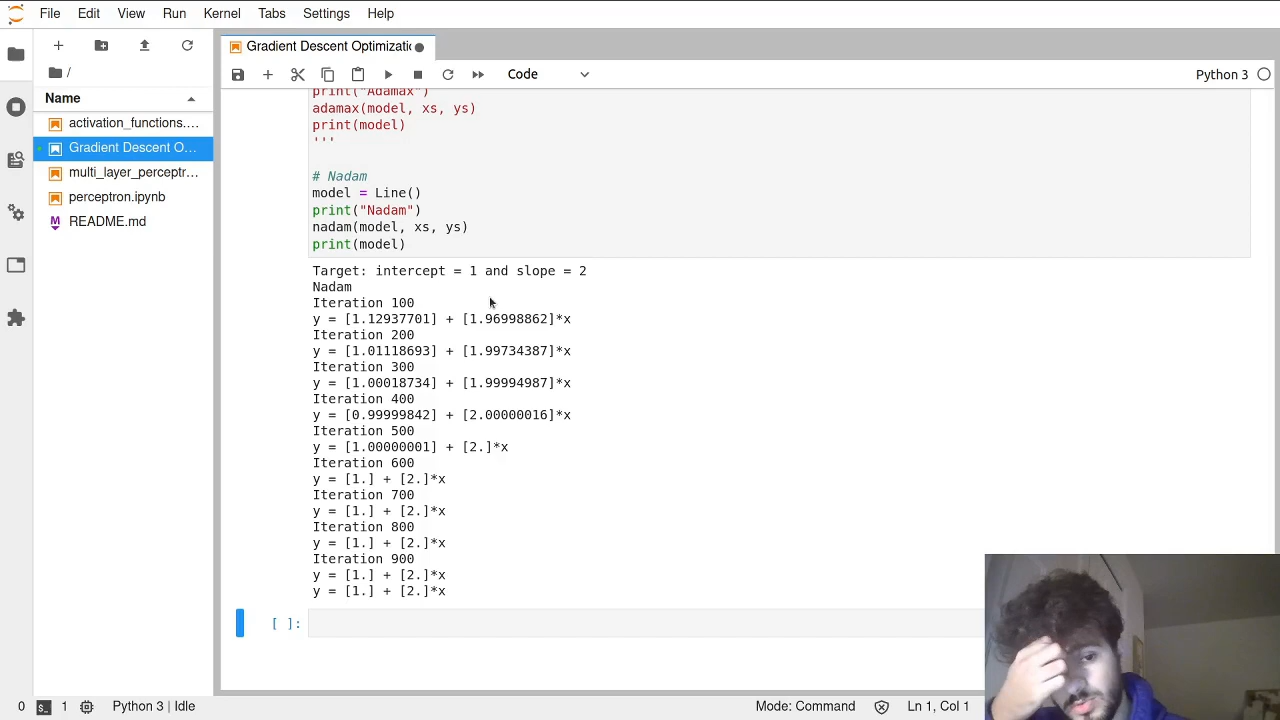 File Edit View Run Kernel Tabs Settings Help
Gradient Descent Optimizati
Code
Python 3
/
Name
activation_functions....
Gradient Descent O...
multi_layer_perceptr...
perceptron.ipynb
README.md
print("Adamax")
adamax(model, xs, ys)
print(model)
'''
# Nadam
model = Line()
print("Nadam")
nadam(model, xs, ys)
print(model)
Target: intercept = 1 and slope = 2
Nadam
Iteration 100
y = [1.12937701] + [1.96998862]*x
Iteration 200
y = [1.01118693] + [1.99734387]*x
Iteration 300
y = [1.00018734] + [1.99994987]*x
Iteration 400
y = [0.99999842] + [2.00000016]*x
Iteration 500
y = [1.00000001] + [2.]*x
Iteration 600
y = [1.] + [2.]*x
Iteration 700
y = [1.] + [2.]*x
Iteration 800
y = [1.] + [2.]*x
Iteration 900
y = [1.] + [2.]*x
y = [1.] + [2.]*x
[ ]:
0 $_ 1 Python 3 | Idle Mode: Command Ln 1, Col 1